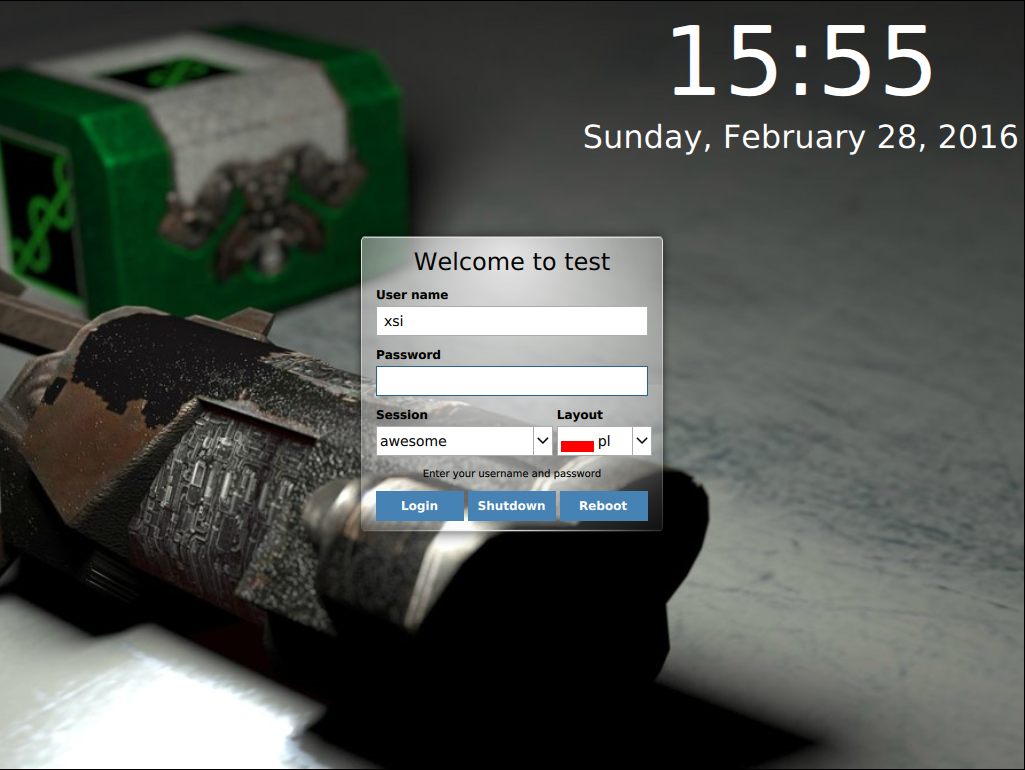 15:55
Sunday, February 28, 2016
Welcome to test
User name
xsi
Password
Session Layout
awesome pl
Enter your username and password
Login Shutdown Reboot